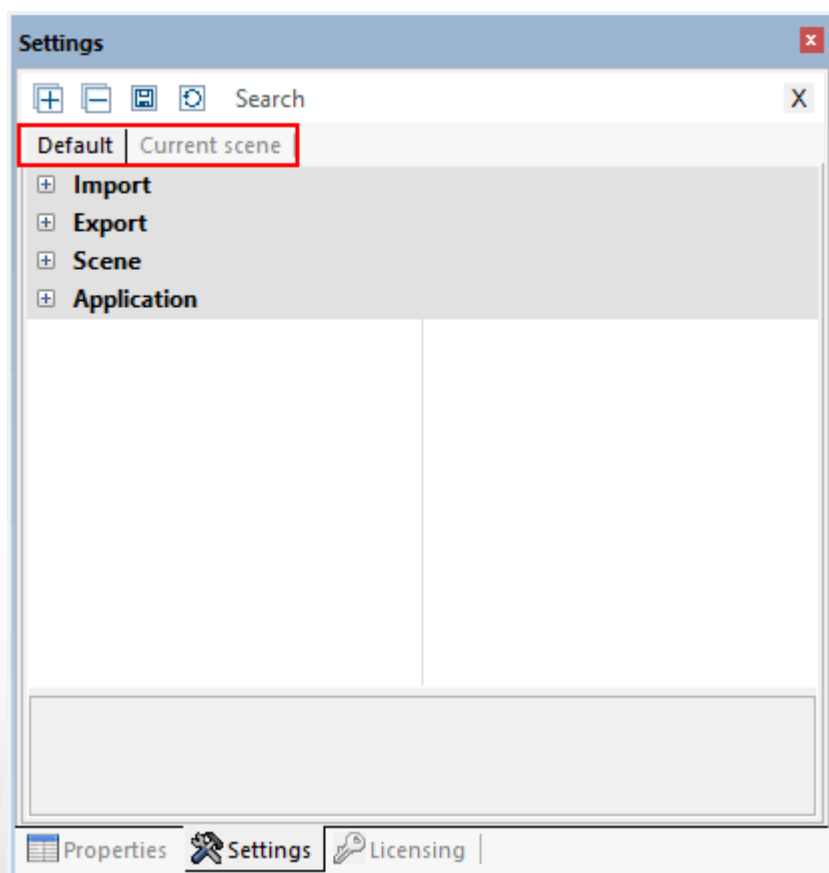 Settings
Search X
Default Current scene
Import
Export
Scene
Application
Properties Settings Licensing